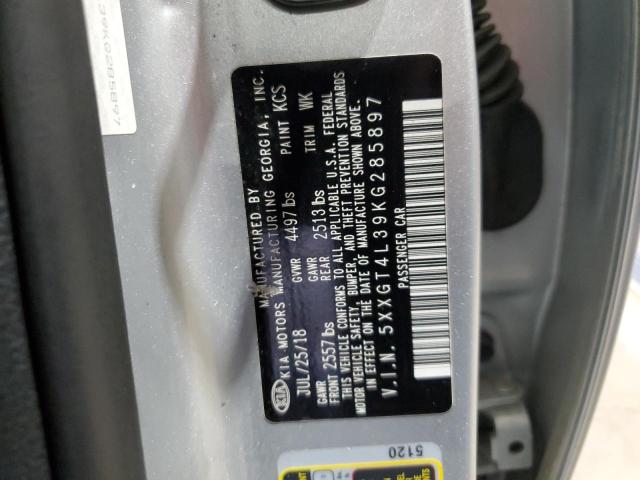 MANUFACTURED BY
KIA MOTORS MANUFACTURING GEORGIA, INC.
JUL/25/18 GVWR 4497 lbs PAINT KCS
GAWR FRONT 2557 lbs GAWR REAR 2513 lbs TRIM WK
THIS VEHICLE CONFORMS TO ALL APPLICABLE U.S.A. FEDERAL
MOTOR VEHICLE SAFETY, BUMPER, AND THEFT PREVENTION STANDARDS
IN EFFECT ON THE DATE OF MANUFACTURE SHOWN ABOVE.
V.I.N. 5XXGT4L39KG285897
PASSENGER CAR
KIA
39KG285897
5120